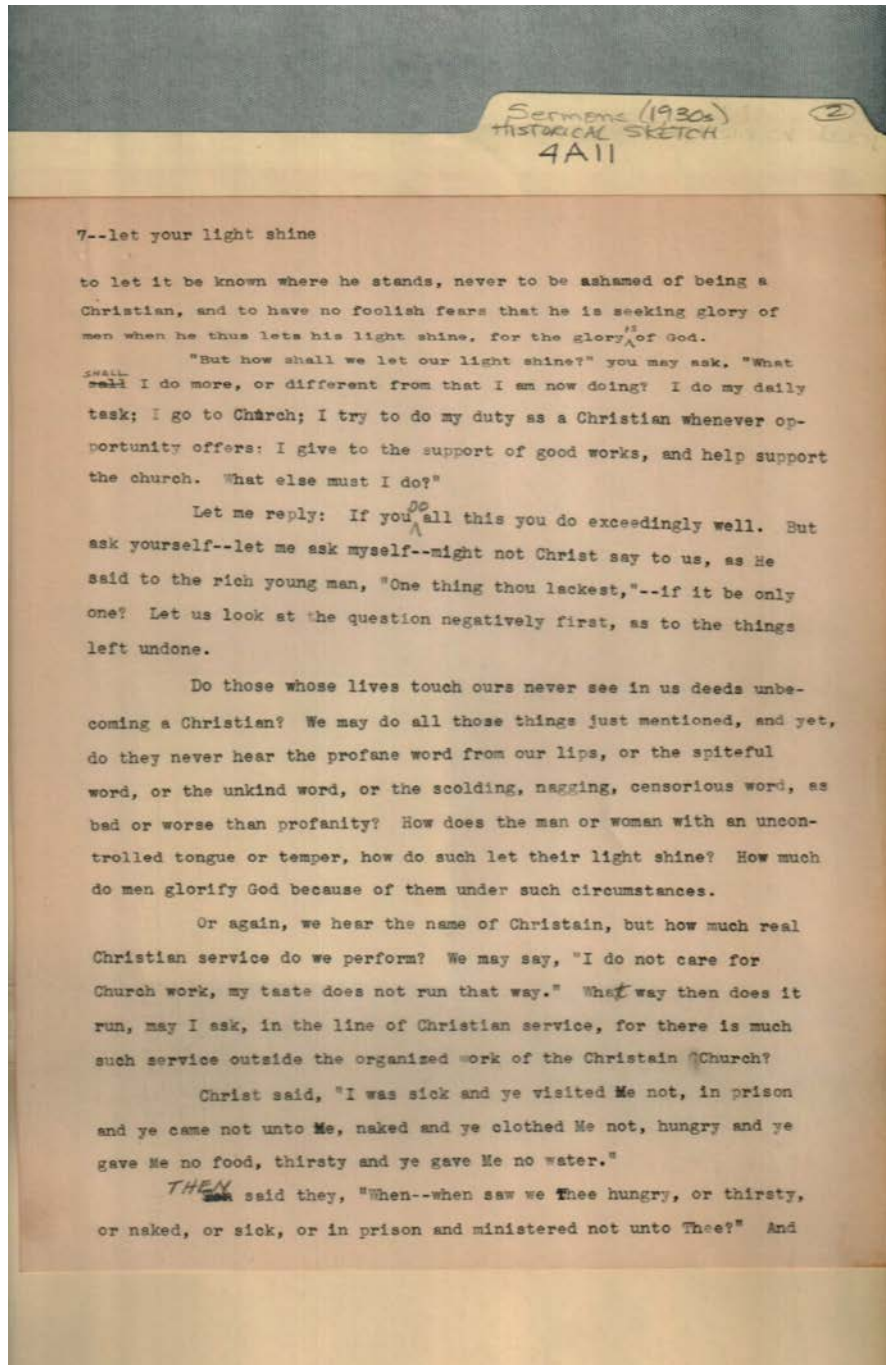 Sermons (1930s) 2
HISTORICAL SKETCH
4A11
7--let your light shine
to let it be known where he stands, never to be ashamed of being a
Christian, and to have no foolish fears that he is seeking glory of
men when he thus lets his light shine, for the glory is of God.
"But how shall we let our light shine?" you may ask, "What
SHALL
sall I do more, or different from that I am now doing? I do my daily
task; I go to Church; I try to do my duty as a Christian whenever op-
portunity offers: I give to the support of good works, and help support
the church. What else must I do?"
Let me reply: If you DO all this you do exceedingly well. But
ask yourself--let me ask myself--might not Christ say to us, as He
said to the rich young man, "One thing thou lackest,"--if it be only
one? Let us look at the question negatively first, as to the things
left undone.
Do those whose lives touch ours never see in us deeds unbe-
coming a Christian? We may do all those things just mentioned, and yet,
do they never hear the profane word from our lips, or the spiteful
word, or the unkind word, or the scolding, nagging, censorious word, as
bad or worse than profanity? How does the man or woman with an uncon-
trolled tongue or temper, how do such let their light shine? How much
do men glorify God because of them under such circumstances.
Or again, we hear the name of Christain, but how much real
Christian service do we perform? We may say, "I do not care for
Church work, my taste does not run that way." What way then does it
run, may I ask, in the line of Christian service, for there is much
such service outside the organized work of the Christain Church?
Christ said, "I was sick and ye visited Me not, in prison
and ye came not unto Me, naked and ye clothed Me not, hungry and ye
gave Me no food, thirsty and ye gave Me no water."
THEN said they, "When--when saw we Thee hungry, or thirsty,
or naked, or sick, or in prison and ministered not unto Thee?" And